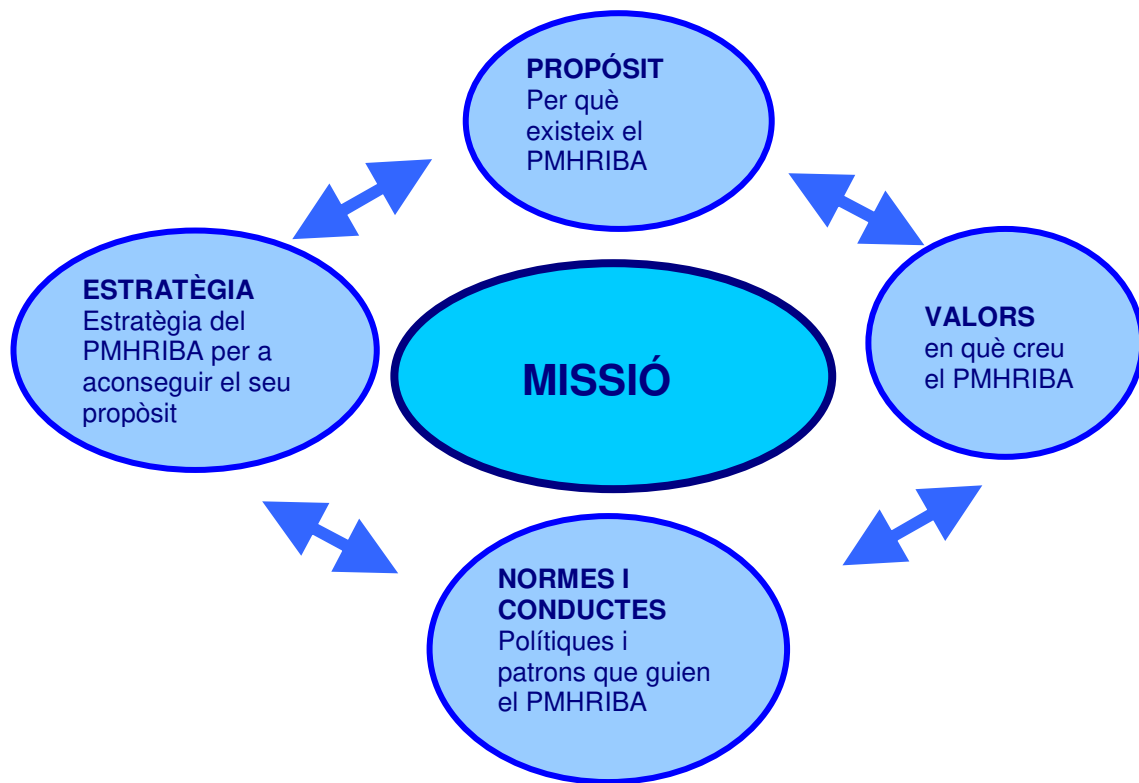 PROPÓSIT
Per què
existeix el
PMHRIBA
ESTRATÈGIA
Estratègia del
PMHRIBA per a
aconseguir el seu
propòsit
MISSIÓ
VALORS
en què creu
el PMHRIBA
NORMES I
CONDUCTES
Polítiques i
patrons que guien
el PMHRIBA